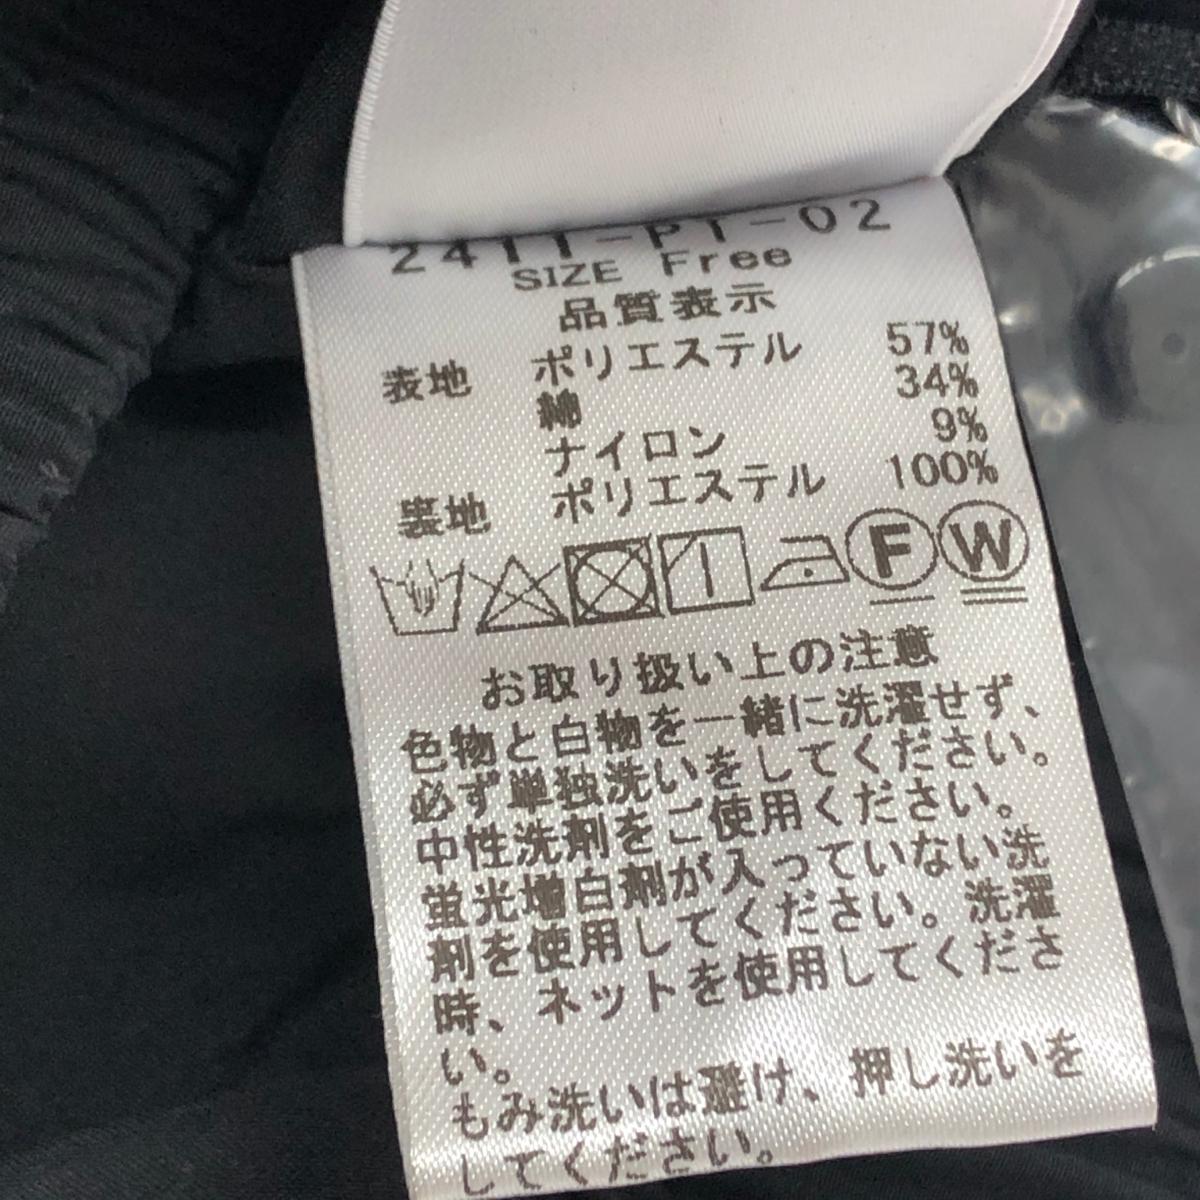 2411-PT-02
SIZE Free
品質表示
表地 ポリエステル 57%
綿 34%
ナイロン 9%
裏地 ポリエステル 100%
F W
お取り扱い上の注意
色物と白物を一緒に洗濯せず、
必ず単独洗いをしてください。
中性洗剤をご使用ください。
蛍光増白剤が入っていない洗
剤を使用してください。洗濯
時、ネットを使用してくださ
い。
もみ洗いは避け、押し洗いを
してください。